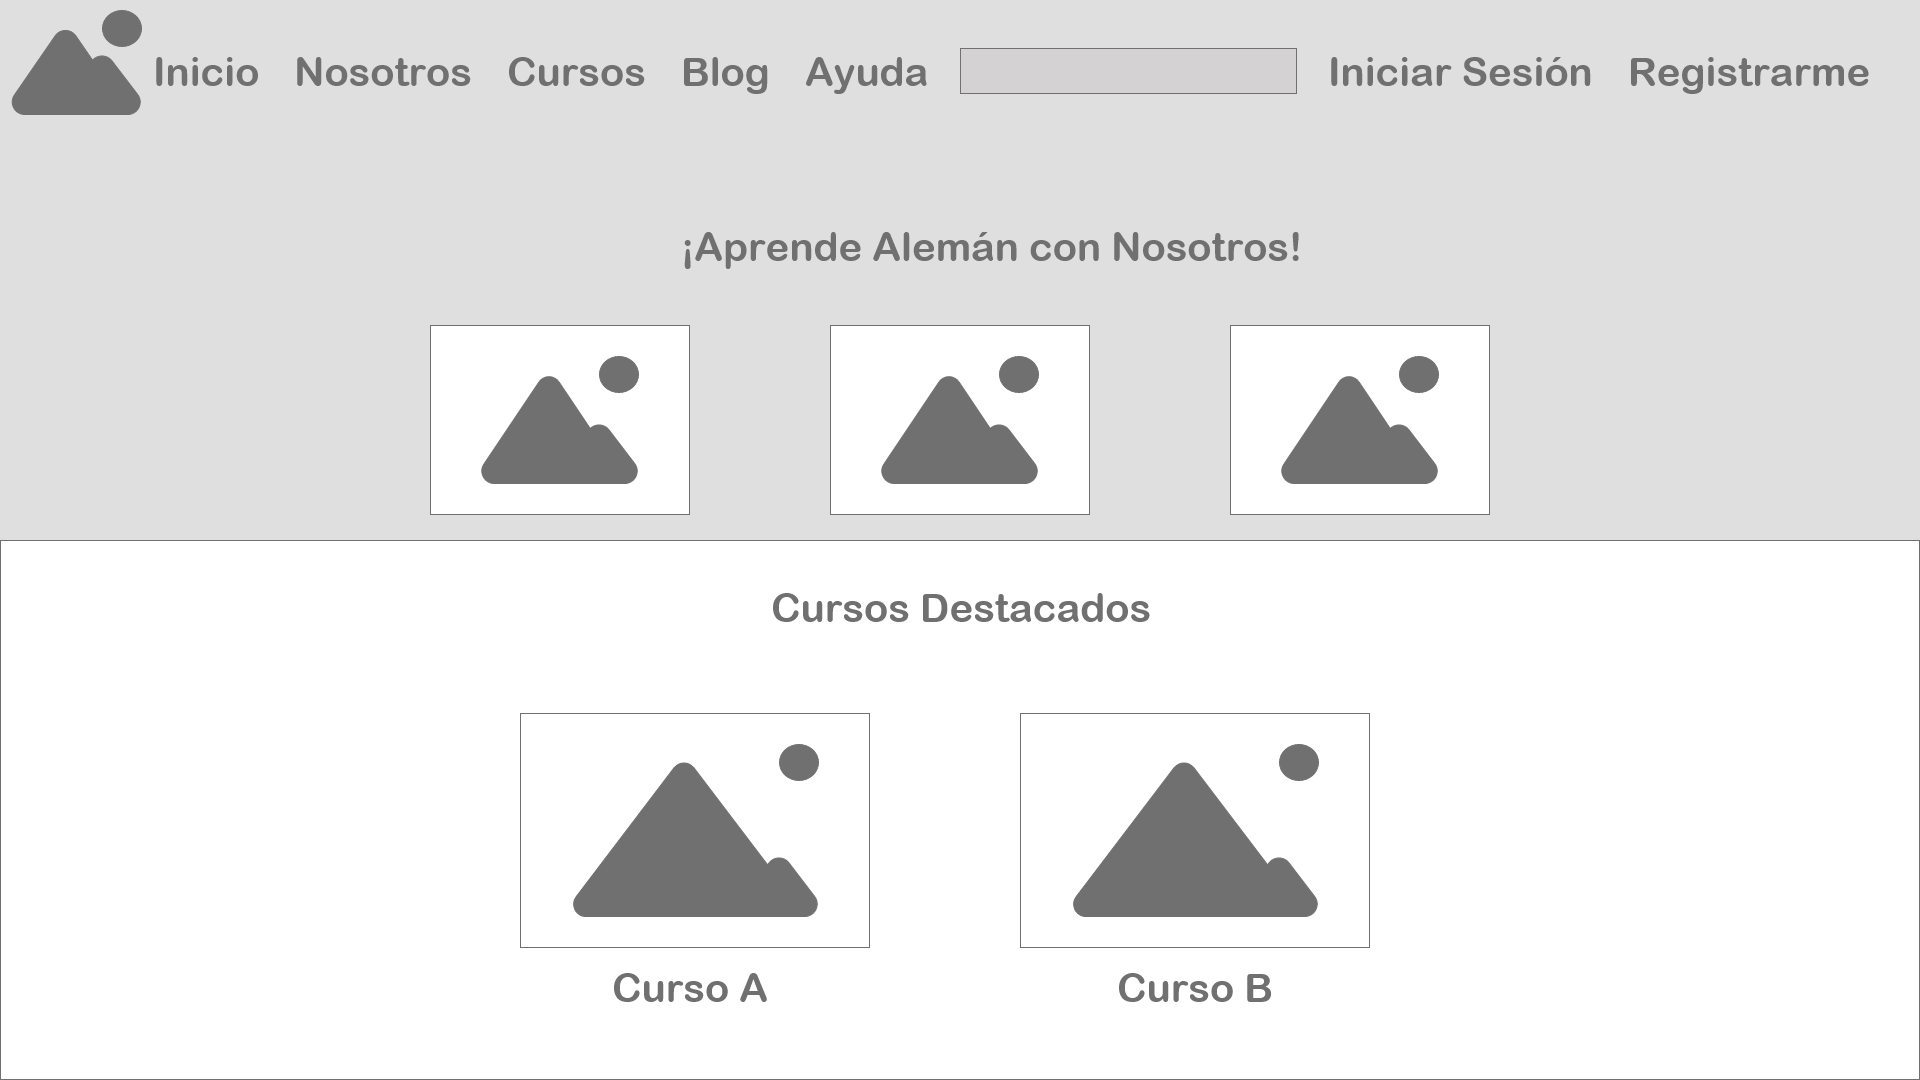 Inicio Nosotros Cursos Blog Ayuda Iniciar Sesión Registrarme
¡Aprende Alemán con Nosotros!
Cursos Destacados
Curso A Curso B